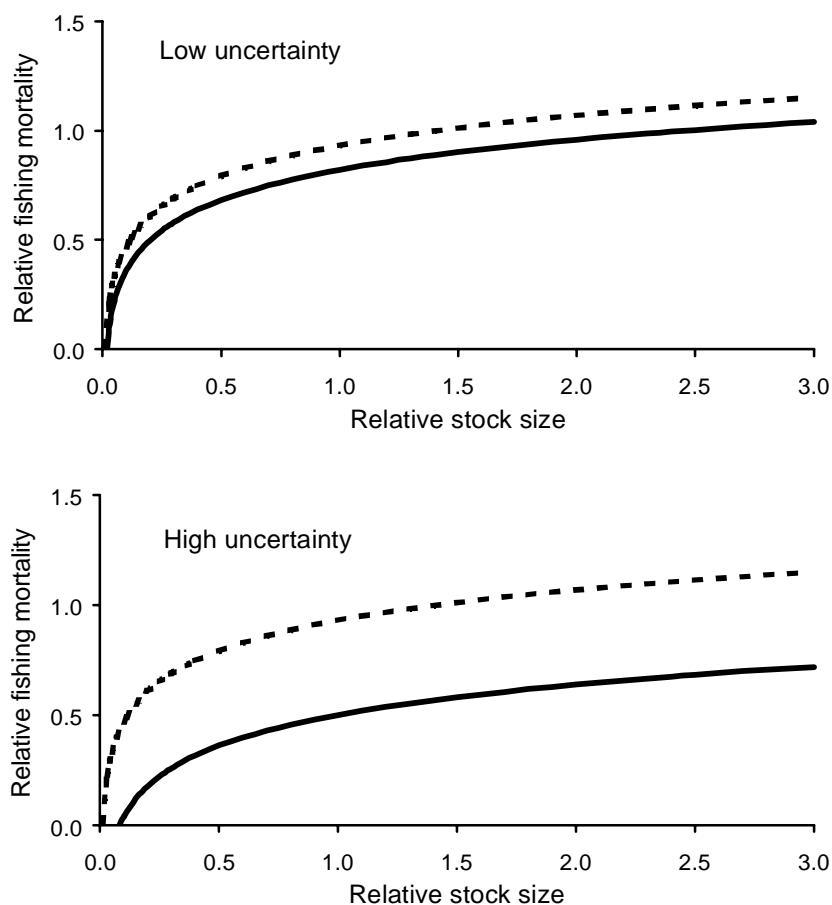 1.5
Low uncertainty
1.0
Relative fishing mortality
0.5
0.0
0.0 0.5 1.0 1.5 2.0 2.5 3.0
Relative stock size
1.5
High uncertainty
1.0
Relative fishing mortality
0.5
0.0
0.0 0.5 1.0 1.5 2.0 2.5 3.0
Relative stock size